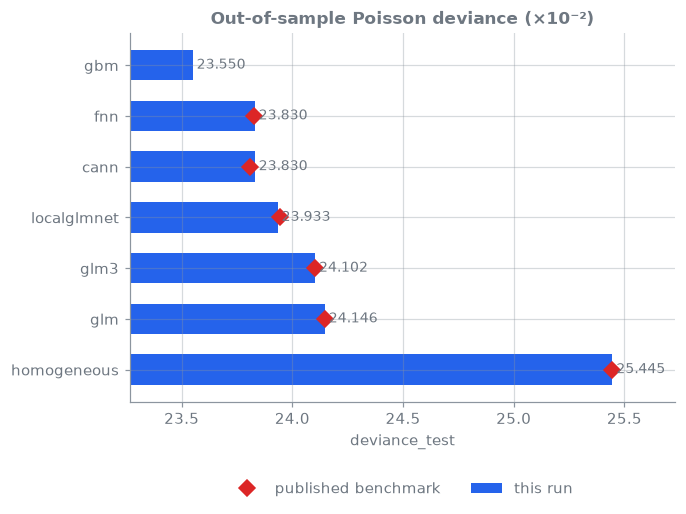 Out-of-sample Poisson deviance (×10⁻²)
gbm 23.550
fnn 23.830
cann 23.830
localglmnet 23.933
glm3 24.102
glm 24.146
homogeneous 25.445
23.5 24.0 24.5 25.0 25.5
deviance_test
published benchmark this run